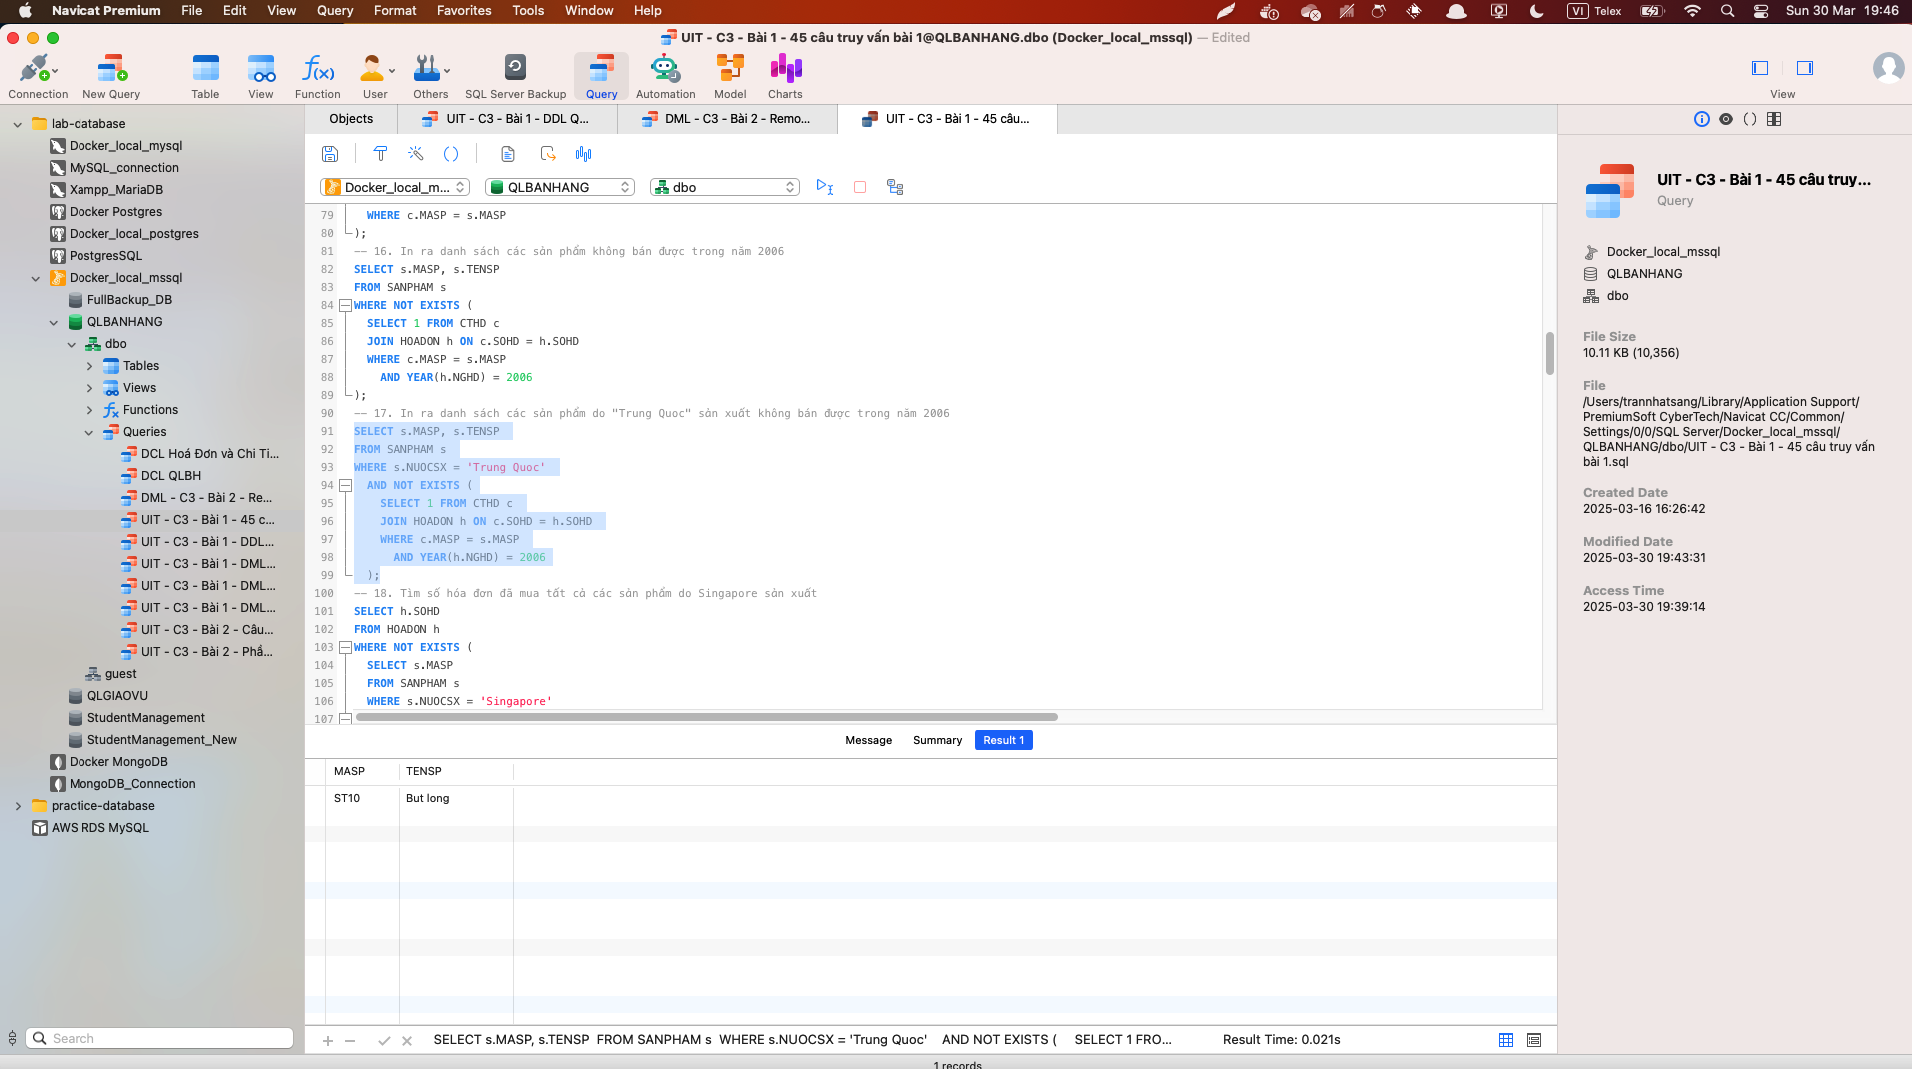 Navicat Premium File Edit View Query Format Favorites Tools Window Help VI Telex Sun 30 Mar 19:46
UIT - C3 - Bài 1 - 45 câu truy vấn bài 1@QLBANHANG.dbo (Docker_local_mssql) — Edited
Connection New Query Table View Function User Others SQL Server Backup Query Automation Model Charts View
Objects UIT - C3 - Bài 1 - DDL Q... DML - C3 - Bài 2 - Remo... UIT - C3 - Bài 1 - 45 câu...
Docker_local_m... QLBANHANG dbo
lab-database
Docker_local_mysql
MySQL_connection
Xampp_MariaDB
Docker Postgres
Docker_local_postgres
PostgresSQL
Docker_local_mssql
FullBackup_DB
QLBANHANG
dbo
Tables
Views
Functions
Queries
DCL Hoá Đơn và Chi Ti...
DCL QLBH
DML - C3 - Bài 2 - Re...
UIT - C3 - Bài 1 - 45 c...
UIT - C3 - Bài 1 - DDL...
UIT - C3 - Bài 1 - DML...
UIT - C3 - Bài 1 - DML...
UIT - C3 - Bài 1 - DML...
UIT - C3 - Bài 2 - Câu...
UIT - C3 - Bài 2 - Phầ...
guest
QLGIAOVU
StudentManagement
StudentManagement_New
Docker MongoDB
MongoDB_Connection
practice-database
AWS RDS MySQL
Search
79 WHERE c.MASP = s.MASP
80 );
81 -- 16. In ra danh sách các sản phẩm không bán được trong năm 2006
82 SELECT s.MASP, s.TENSP
83 FROM SANPHAM s
84 WHERE NOT EXISTS (
85 SELECT 1 FROM CTHD c
86 JOIN HOADON h ON c.SOHD = h.SOHD
87 WHERE c.MASP = s.MASP
88 AND YEAR(h.NGHD) = 2006
89 );
90 -- 17. In ra danh sách các sản phẩm do "Trung Quoc" sản xuất không bán được trong năm 2006
91 SELECT s.MASP, s.TENSP
92 FROM SANPHAM s
93 WHERE s.NUOCSX = 'Trung Quoc'
94 AND NOT EXISTS (
95 SELECT 1 FROM CTHD c
96 JOIN HOADON h ON c.SOHD = h.SOHD
97 WHERE c.MASP = s.MASP
98 AND YEAR(h.NGHD) = 2006
99 );
100 -- 18. Tìm số hóa đơn đã mua tất cả các sản phẩm do Singapore sản xuất
101 SELECT h.SOHD
102 FROM HOADON h
103 WHERE NOT EXISTS (
104 SELECT s.MASP
105 FROM SANPHAM s
106 WHERE s.NUOCSX = 'Singapore'
107
Message Summary Result 1
MASP TENSP
ST10 But long
SELECT s.MASP, s.TENSP FROM SANPHAM s WHERE s.NUOCSX = 'Trung Quoc' AND NOT EXISTS ( SELECT 1 FRO... Result Time: 0.021s
1 records
UIT - C3 - Bài 1 - 45 câu truy...
Query
Docker_local_mssql
QLBANHANG
dbo
File Size
10.11 KB (10,356)
File
/Users/trannhatsang/Library/Application Support/
PremiumSoft CyberTech/Navicat CC/Common/
Settings/0/0/SQL Server/Docker_local_mssql/
QLBANHANG/dbo/UIT - C3 - Bài 1 - 45 câu truy vấn
bài 1.sql
Created Date
2025-03-16 16:26:42
Modified Date
2025-03-30 19:43:31
Access Time
2025-03-30 19:39:14